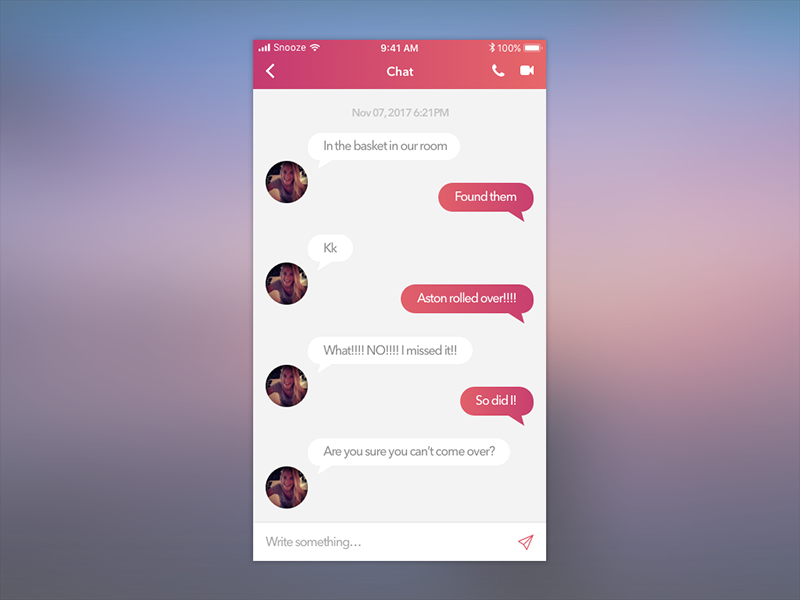 Snooze 9:41 AM 100%
Chat
Nov 07, 2017 6:21PM
In the basket in our room
Found them
Kk
Aston rolled over!!!!
What!!!! NO!!!! I missed it!!
So did I!
Are you sure you can't come over?
Write something...